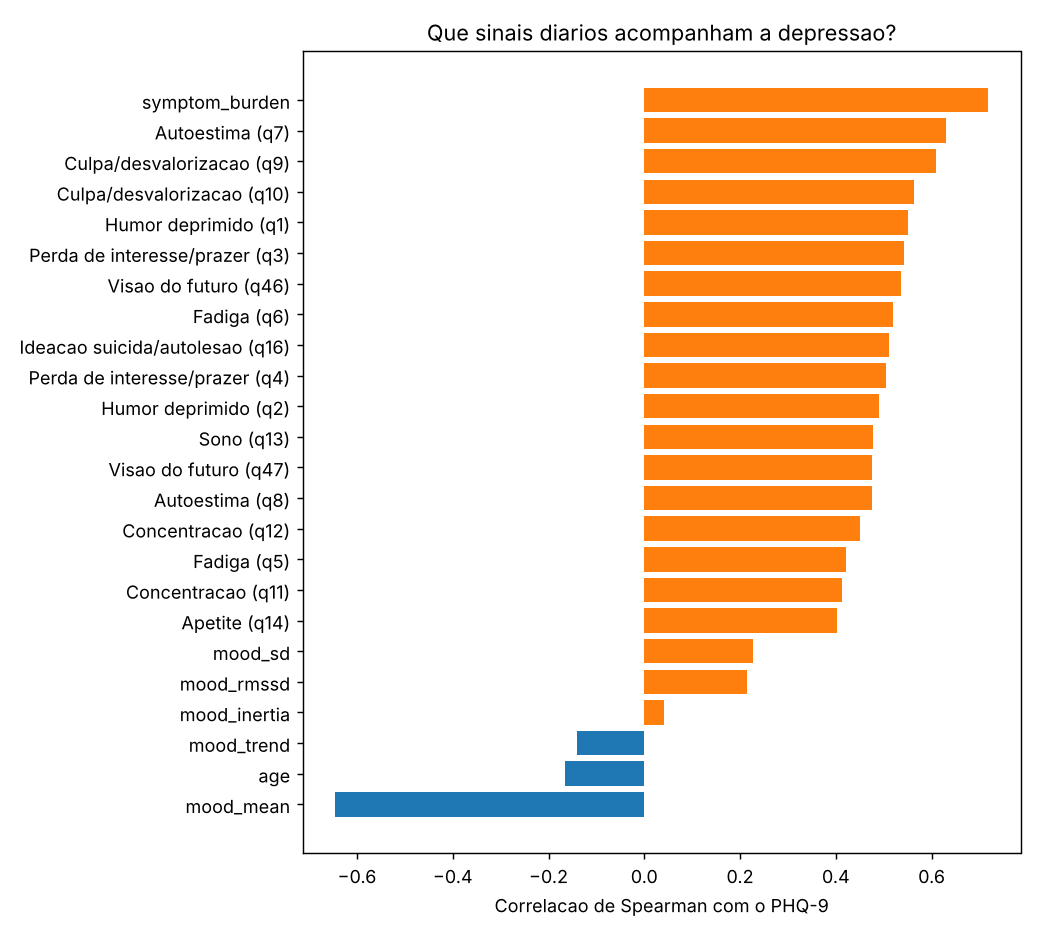 Que sinais diarios acompanham a depressao?
symptom_burden
Autoestima (q7)
Culpa/desvalorizacao (q9)
Culpa/desvalorizacao (q10)
Humor deprimido (q1)
Perda de interesse/prazer (q3)
Visao do futuro (q46)
Fadiga (q6)
Ideacao suicida/autolesao (q16)
Perda de interesse/prazer (q4)
Humor deprimido (q2)
Sono (q13)
Visao do futuro (q47)
Autoestima (q8)
Concentracao (q12)
Fadiga (q5)
Concentracao (q11)
Apetite (q14)
mood_sd
mood_rmssd
mood_inertia
mood_trend
age
mood_mean
−0.6 −0.4 −0.2 0.0 0.2 0.4 0.6
Correlacao de Spearman com o PHQ-9